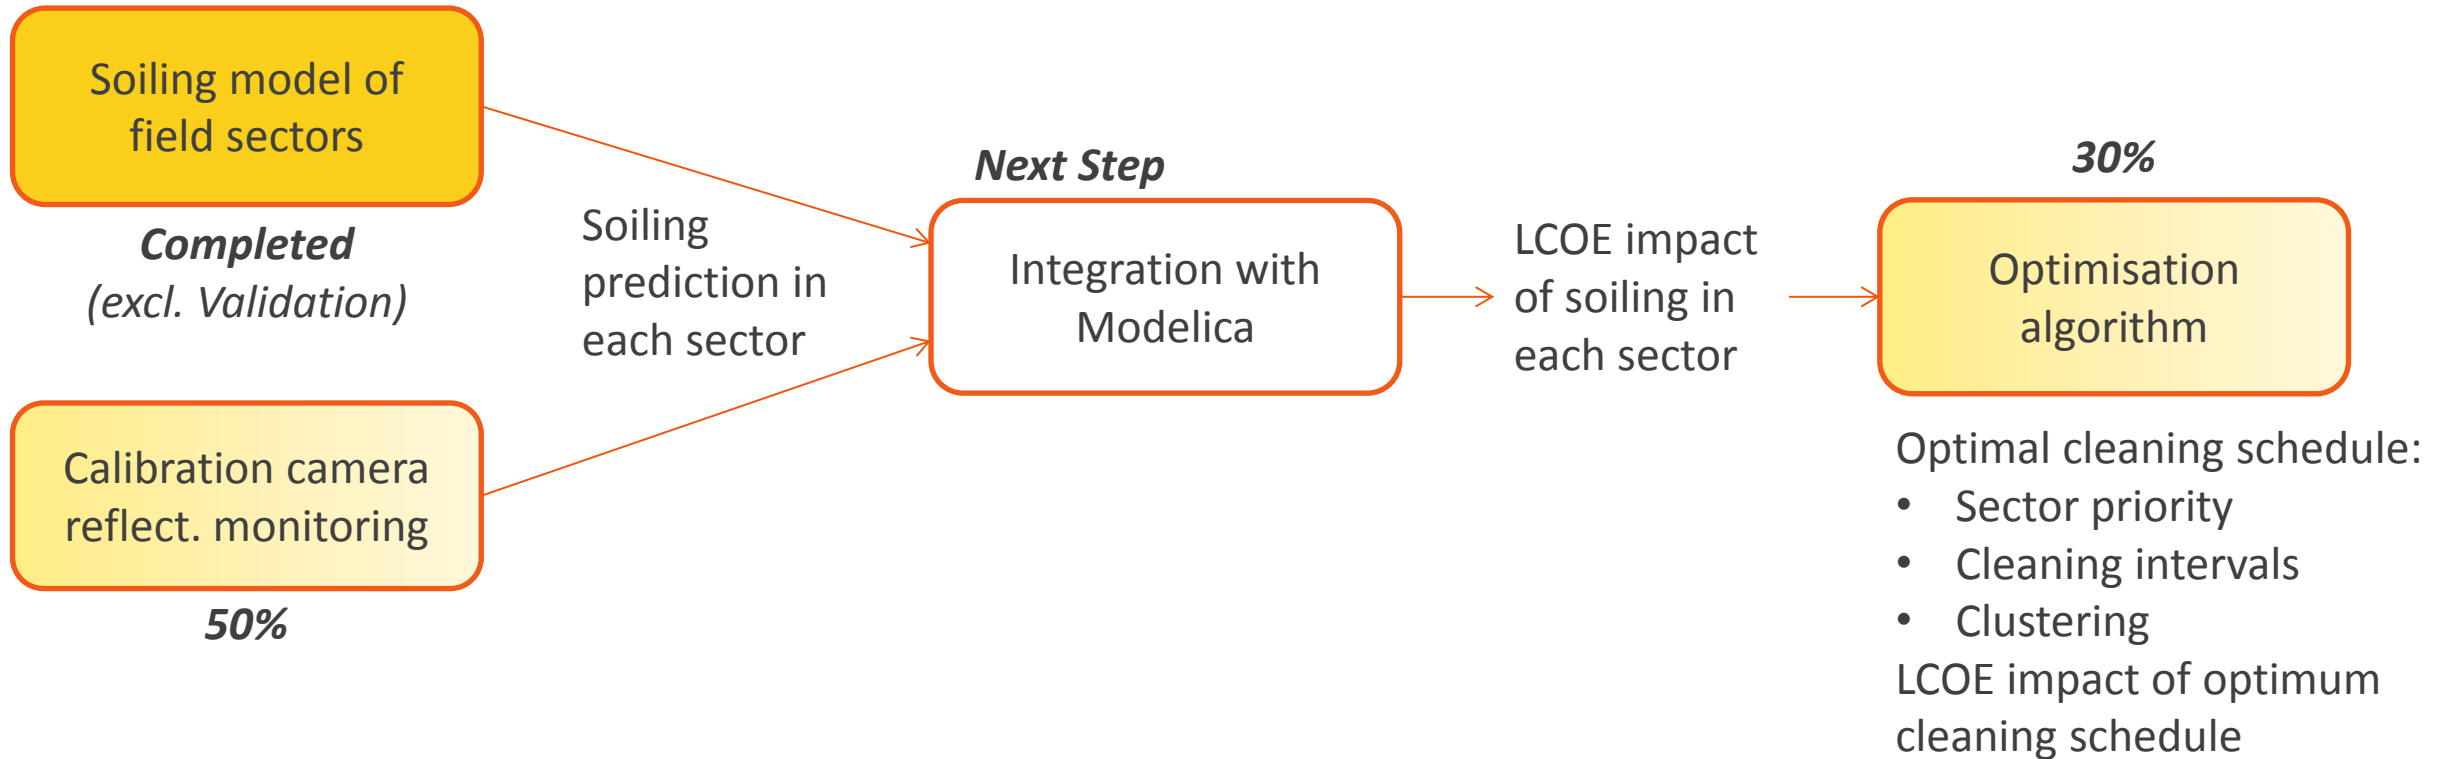 Soiling model of
field sectors
Completed
(excl. Validation)
Calibration camera
reflect. monitoring
50%
Soiling
prediction in
each sector
Next Step
Integration with
Modelica
LCOE impact
of soiling in
each sector
30%
Optimisation
algorithm
Optimal cleaning schedule:
• Sector priority
• Cleaning intervals
• Clustering
LCOE impact of optimum
cleaning schedule